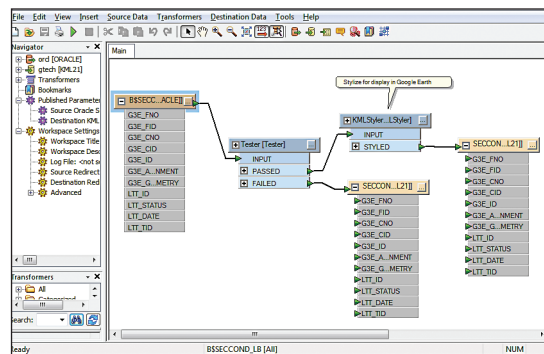 File Edit View Insert Source Data Transformers Destination Data Tools Help
Navigator
ord [ORACLE]
gtech [KML21]
Transformers
Bookmarks
Published Parameter
Source Oracle S
Destination KML
Workspace Settings
Workspace Title
Workspace Desc
Log File: <not s
Source Redirect
Destination Red
Advanced
Transformers
All
Categorized
earch:
Main
B$SECC...ACLE]]
G3E_FNO
G3E_FID
G3E_CNO
G3E_CID
G3E_ID
G3E_A...NMENT
G3E_G...METRY
LTT_ID
LTT_STATUS
LTT_DATE
LTT_TID
Tester [Tester]
INPUT
PASSED
FAILED
Stylize for display in Google Earth
KMLStyler...LStyler]
INPUT
STYLED
SECCON...L21]]
G3E_FNO
G3E_FID
G3E_CNO
G3E_CID
G3E_ID
G3E_A...NMENT
G3E_G...METRY
LTT_ID
LTT_STATUS
LTT_DATE
LTT_TID
SECCON...L21]]
G3E_FNO
G3E_FID
G3E_CNO
G3E_CID
G3E_ID
G3E_A...NMENT
G3E_G...METRY
LTT_ID
LTT_STATUS
LTT_DATE
LTT_TID
eady
B$SECCOND_LB [All]
NUM